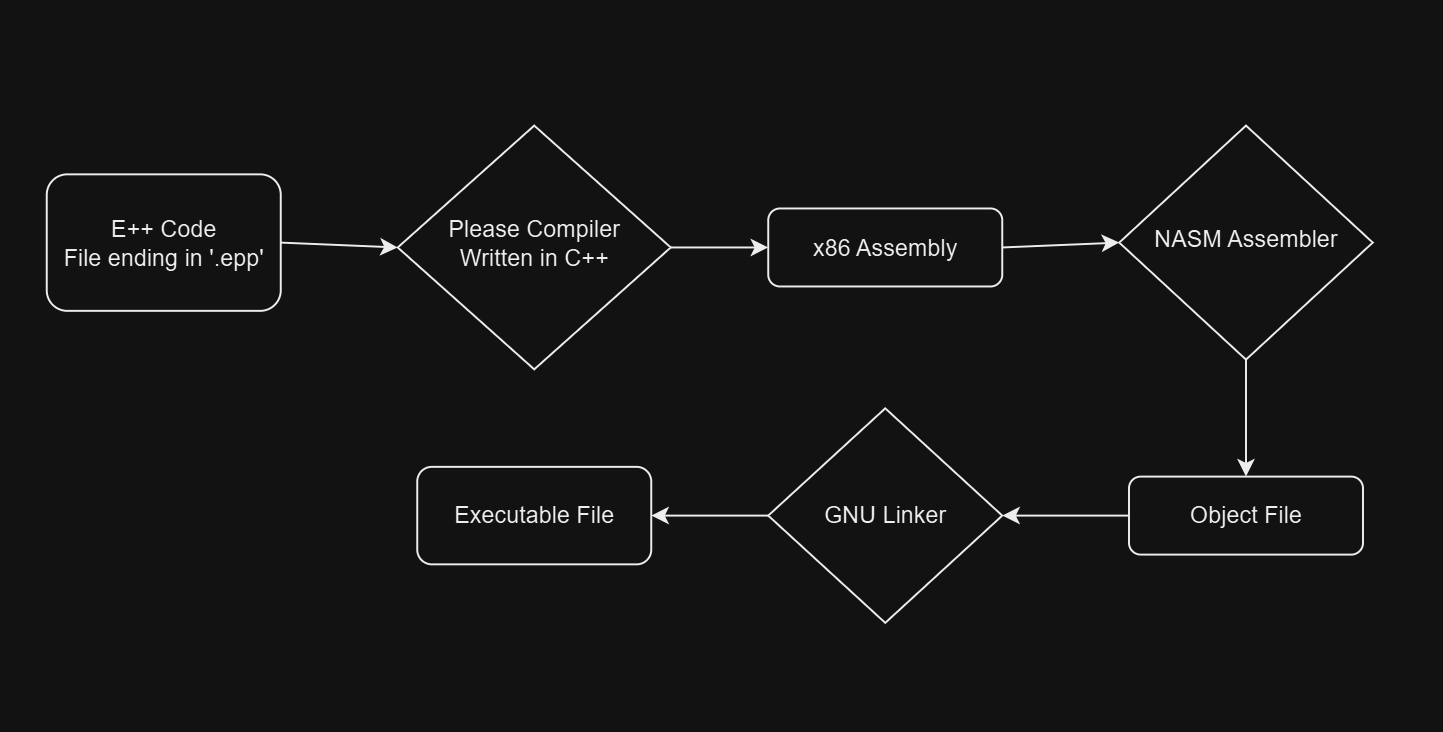 E++ Code
File ending in '.epp'
Please Compiler
Written in C++
x86 Assembly
NASM Assembler
Object File
GNU Linker
Executable File